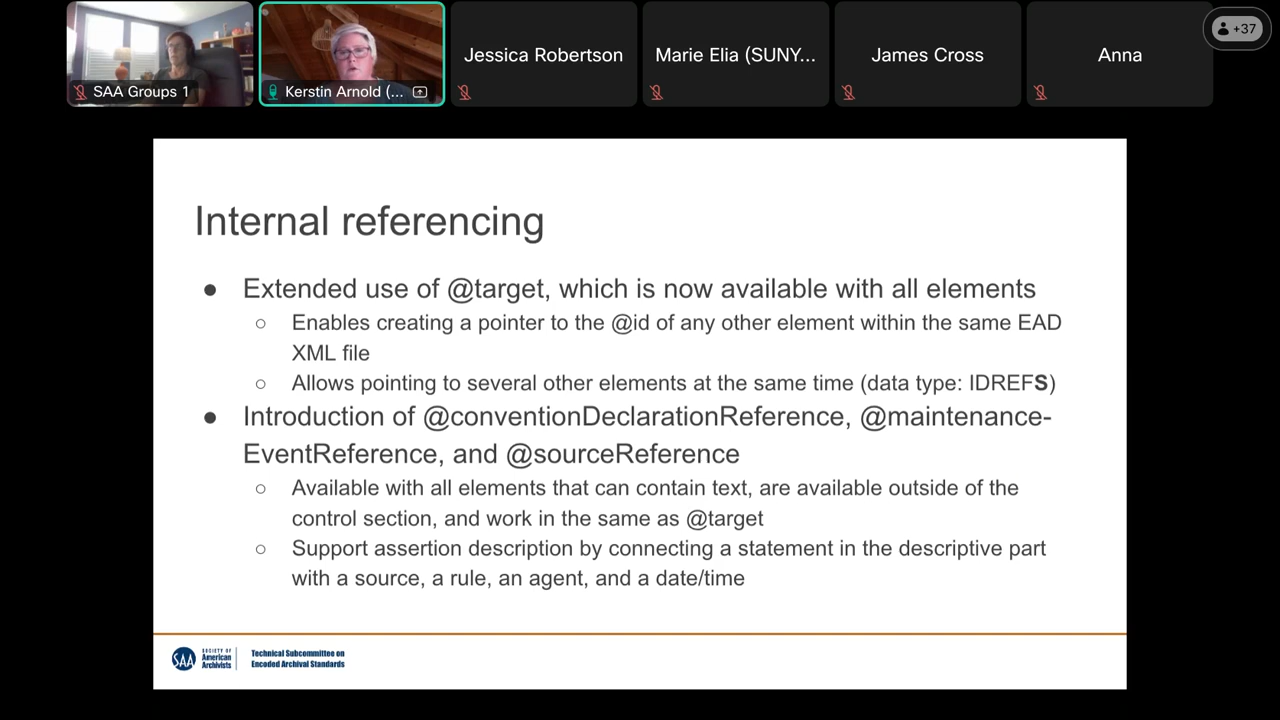 SAA Groups 1
Kerstin Arnold (...
Jessica Robertson
Marie Elia (SUNY...
James Cross
Anna
+37
Internal referencing
● Extended use of @target, which is now available with all elements
○ Enables creating a pointer to the @id of any other element within the same EAD
XML file
○ Allows pointing to several other elements at the same time (data type: IDREFS)
● Introduction of @conventionDeclarationReference, @maintenance-
EventReference, and @sourceReference
○ Available with all elements that can contain text, are available outside of the
control section, and work in the same as @target
○ Support assertion description by connecting a statement in the descriptive part
with a source, a rule, an agent, and a date/time
SAA
SOCIETY OF
American
Archivists
Technical Subcommittee on
Encoded Archival Standards